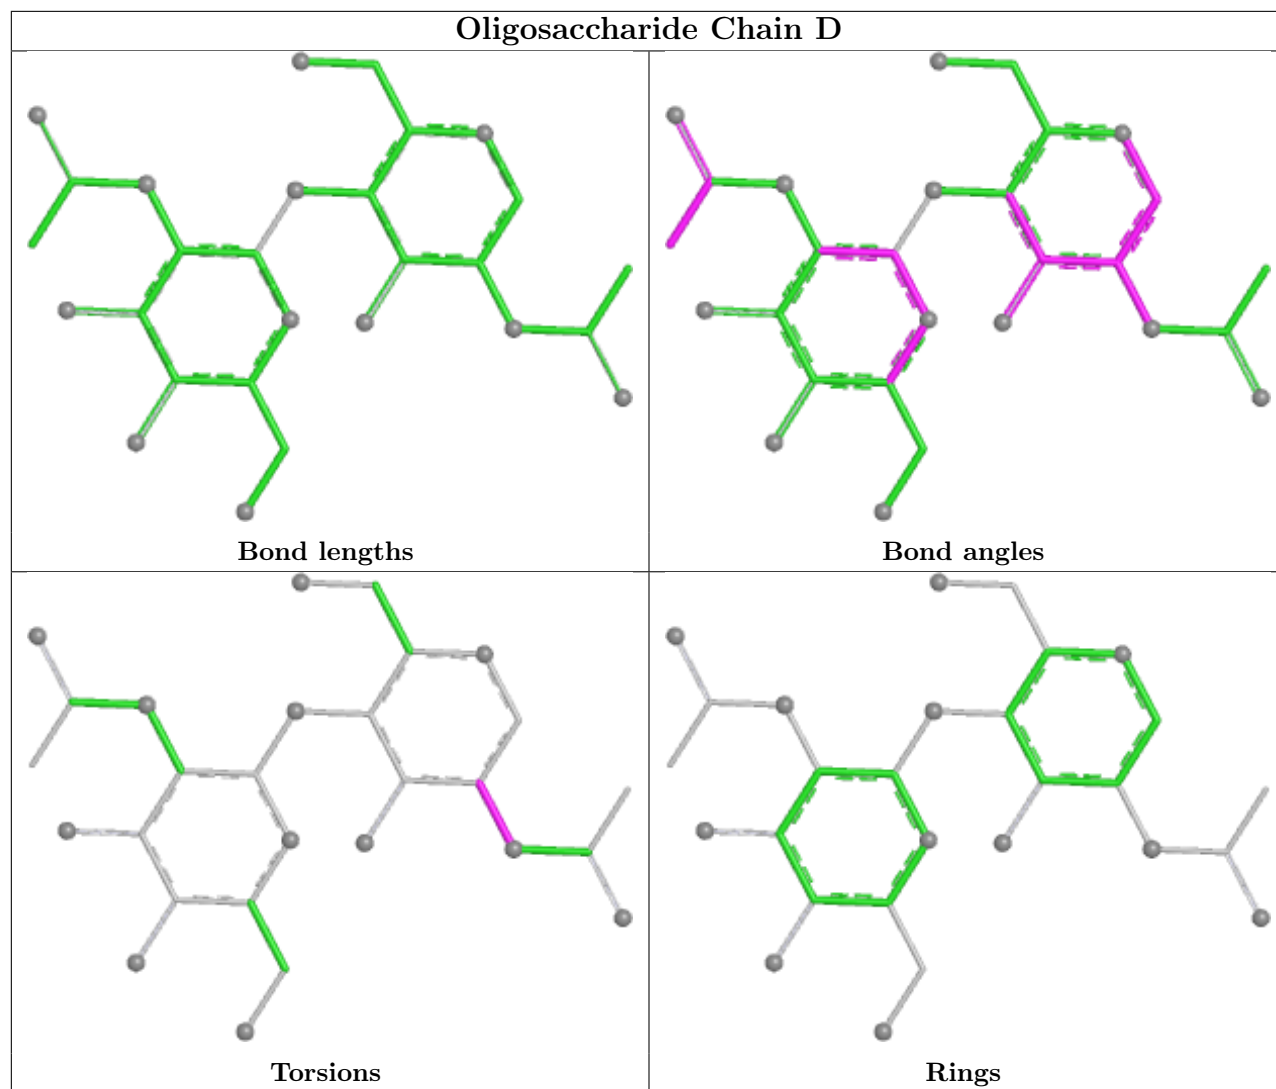 Oligosaccharide Chain D
Bond lengths
Bond angles
Torsions
Rings